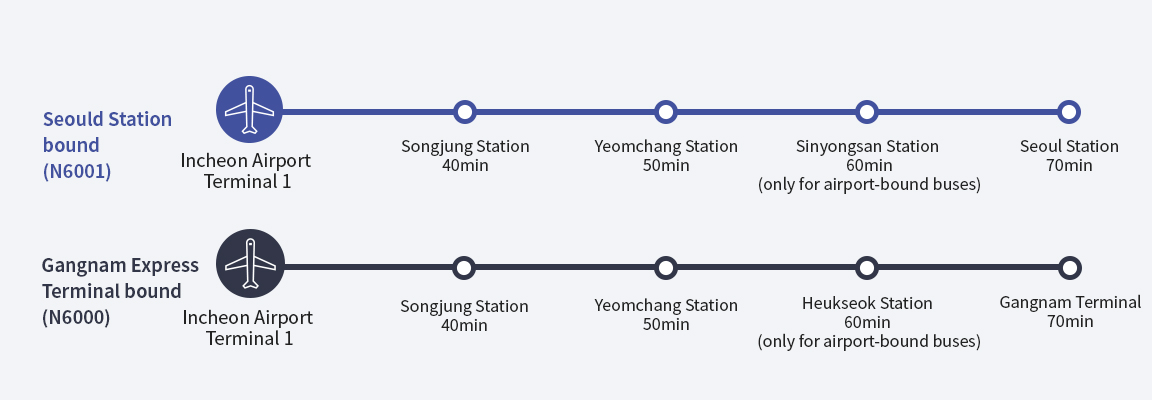 Seould Station
bound
(N6001)
Incheon Airport
Terminal 1
Songjung Station
40min
Yeomchang Station
50min
Sinyongsan Station
60min
(only for airport-bound buses)
Seoul Station
70min
Gangnam Express
Terminal bound
(N6000)
Incheon Airport
Terminal 1
Songjung Station
40min
Yeomchang Station
50min
Heukseok Station
60min
(only for airport-bound buses)
Gangnam Terminal
70min